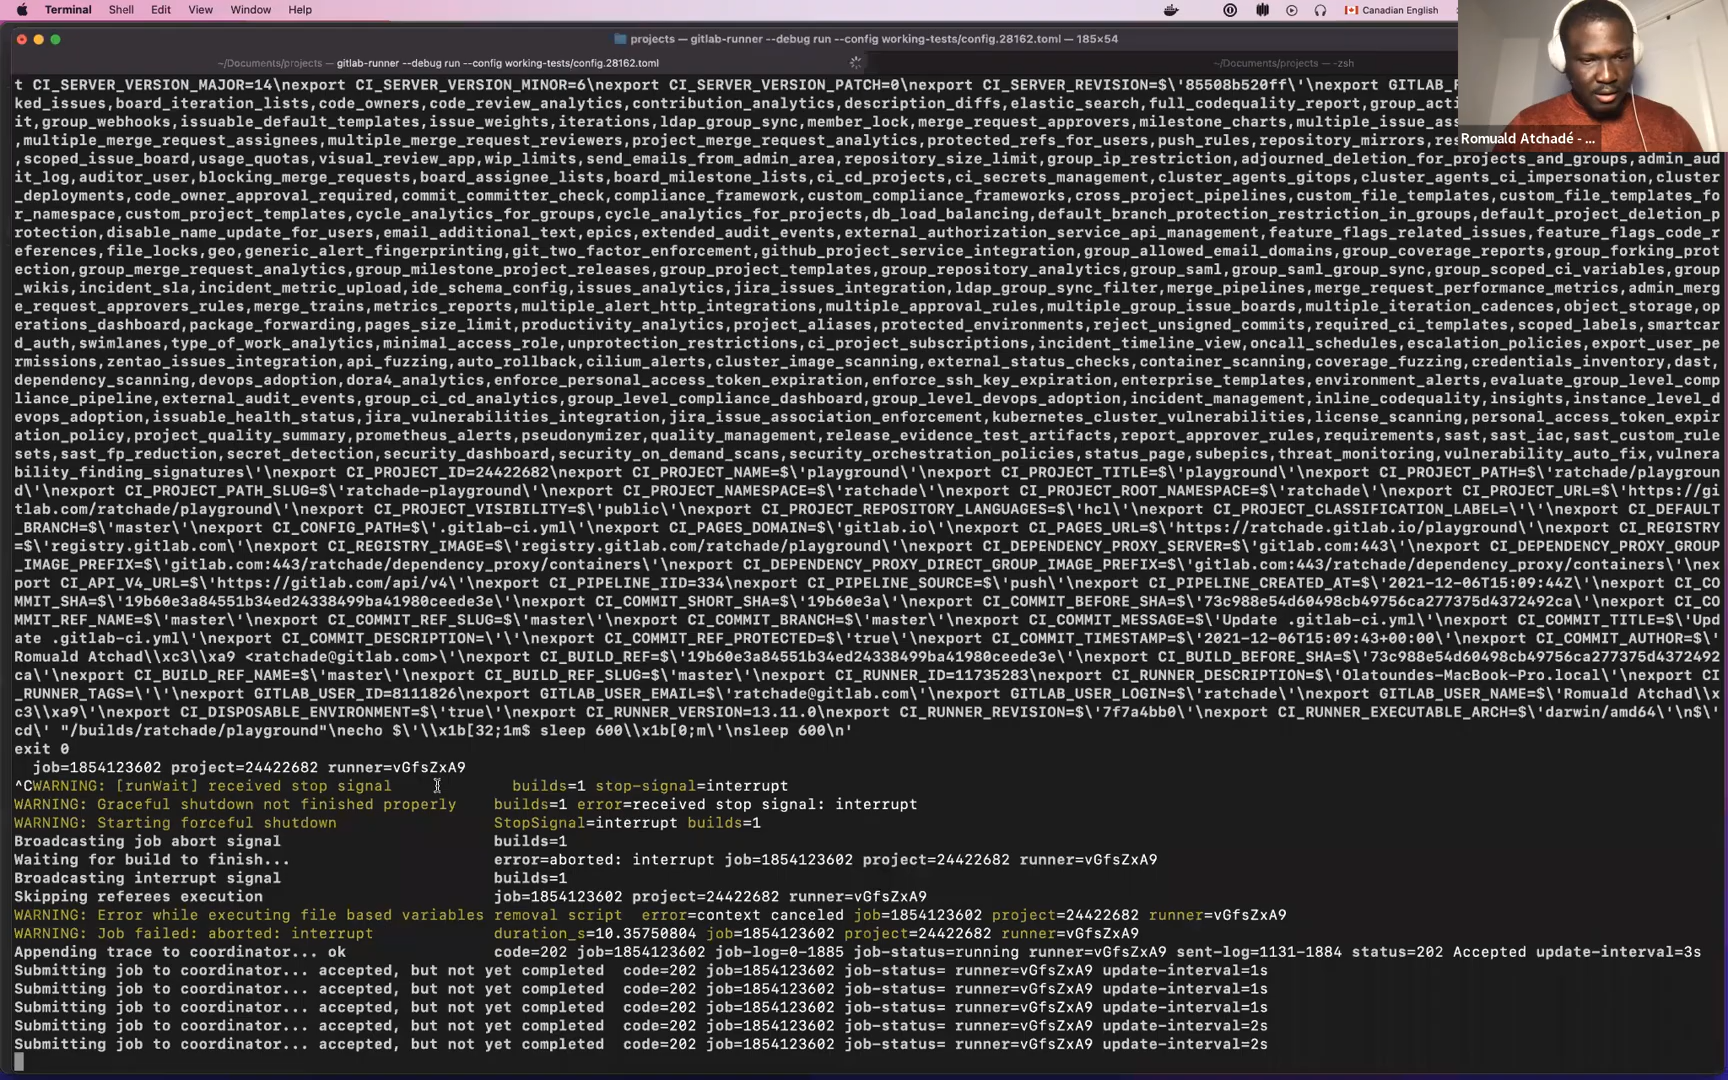 Terminal Shell Edit View Window Help Canadian English
projects — gitlab-runner --debug run --config working-tests/config.28162.toml — 185×54
~/Documents/projects — gitlab-runner --debug run --config working-tests/config.28162.toml ~/Documents/projects — -zsh
t CI_SERVER_VERSION_MAJOR=14\nexport CI_SERVER_VERSION_MINOR=6\nexport CI_SERVER_VERSION_PATCH=0\nexport CI_SERVER_REVISION=$\'85508b520ff\'\nexport GITLAB_F
ked_issues,board_iteration_lists,code_owners,code_review_analytics,contribution_analytics,description_diffs,elastic_search,full_codequality_report,group_acti
it,group_webhooks,issuable_default_templates,issue_weights,iterations,ldap_group_sync,member_lock,merge_request_approvers,milestone_charts,multiple_issue_as
,multiple_merge_request_assignees,multiple_merge_request_reviewers,project_merge_request_analytics,protected_refs_for_users,push_rules,repository_mirrors,res
Romuald Atchadé - ...
,scoped_issue_board,usage_quotas,visual_review_app,wip_limits,send_emails_from_admin_area,repository_size_limit,group_ip_restriction,adjourned_deletion_for_projects_and_groups,admin_aud
it_log,auditor_user,blocking_merge_requests,board_assignee_lists,board_milestone_lists,ci_cd_projects,ci_secrets_management,cluster_agents_gitops,cluster_agents_ci_impersonation,cluster
_deployments,code_owner_approval_required,commit_committer_check,compliance_framework,custom_compliance_frameworks,cross_project_pipelines,custom_file_templates,custom_file_templates_fo
r_namespace,custom_project_templates,cycle_analytics_for_groups,cycle_analytics_for_projects,db_load_balancing,default_branch_protection_restriction_in_groups,default_project_deletion_p
rotection,disable_name_update_for_users,email_additional_text,epics,extended_audit_events,external_authorization_service_api_management,feature_flags_related_issues,feature_flags_code_r
eferences,file_locks,geo,generic_alert_fingerprinting,git_two_factor_enforcement,github_project_service_integration,group_allowed_email_domains,group_coverage_reports,group_forking_prot
ection,group_merge_request_analytics,group_milestone_project_releases,group_project_templates,group_repository_analytics,group_saml,group_saml_group_sync,group_scoped_ci_variables,group
_wikis,incident_sla,incident_metric_upload,ide_schema_config,issues_analytics,jira_issues_integration,ldap_group_sync_filter,merge_pipelines,merge_request_performance_metrics,admin_merg
e_request_approvers_rules,merge_trains,metrics_reports,multiple_alert_http_integrations,multiple_approval_rules,multiple_group_issue_boards,multiple_iteration_cadences,object_storage,op
erations_dashboard,package_forwarding,pages_size_limit,productivity_analytics,project_aliases,protected_environments,reject_unsigned_commits,required_ci_templates,scoped_labels,smartcar
d_auth,swimlanes,type_of_work_analytics,minimal_access_role,unprotection_restrictions,ci_project_subscriptions,incident_timeline_view,oncall_schedules,escalation_policies,export_user_pe
rmissions,zentao_issues_integration,api_fuzzing,auto_rollback,cilium_alerts,cluster_image_scanning,external_status_checks,container_scanning,coverage_fuzzing,credentials_inventory,dast,
dependency_scanning,devops_adoption,dora4_analytics,enforce_personal_access_token_expiration,enforce_ssh_key_expiration,enterprise_templates,environment_alerts,evaluate_group_level_comp
liance_pipeline,external_audit_events,group_ci_cd_analytics,group_level_compliance_dashboard,group_level_devops_adoption,incident_management,inline_codequality,insights,instance_level_d
evops_adoption,issuable_health_status,jira_vulnerabilities_integration,jira_issue_association_enforcement,kubernetes_cluster_vulnerabilities,license_scanning,personal_access_token_expir
ation_policy,project_quality_summary,prometheus_alerts,pseudonymizer,quality_management,release_evidence_test_artifacts,report_approver_rules,requirements,sast,sast_iac,sast_custom_rule
sets,sast_fp_reduction,secret_detection,security_dashboard,security_on_demand_scans,security_orchestration_policies,status_page,subepics,threat_monitoring,vulnerability_auto_fix,vulnera
bility_finding_signatures\'\nexport CI_PROJECT_ID=24422682\nexport CI_PROJECT_NAME=$\'playground\'\nexport CI_PROJECT_TITLE=$\'playground\'\nexport CI_PROJECT_PATH=$\'ratchade/playgroun
d\'\nexport CI_PROJECT_PATH_SLUG=$\'ratchade-playground\'\nexport CI_PROJECT_NAMESPACE=$\'ratchade\'\nexport CI_PROJECT_ROOT_NAMESPACE=$\'ratchade\'\nexport CI_PROJECT_URL=$\'https://gi
tlab.com/ratchade/playground\'\nexport CI_PROJECT_VISIBILITY=$\'public\'\nexport CI_PROJECT_REPOSITORY_LANGUAGES=$\'hcl\'\nexport CI_PROJECT_CLASSIFICATION_LABEL=\'\'\nexport CI_DEFAULT
_BRANCH=$\'master\'\nexport CI_CONFIG_PATH=$\'.gitlab-ci.yml\'\nexport CI_PAGES_DOMAIN=$\'gitlab.io\'\nexport CI_PAGES_URL=$\'https://ratchade.gitlab.io/playground\'\nexport CI_REGISTRY
=$\'registry.gitlab.com\'\nexport CI_REGISTRY_IMAGE=$\'registry.gitlab.com/ratchade/playground\'\nexport CI_DEPENDENCY_PROXY_SERVER=$\'gitlab.com:443\'\nexport CI_DEPENDENCY_PROXY_GROUP
_IMAGE_PREFIX=$\'gitlab.com:443/ratchade/dependency_proxy/containers\'\nexport CI_DEPENDENCY_PROXY_DIRECT_GROUP_IMAGE_PREFIX=$\'gitlab.com:443/ratchade/dependency_proxy/containers\'\nex
port CI_API_V4_URL=$\'https://gitlab.com/api/v4\'\nexport CI_PIPELINE_IID=334\nexport CI_PIPELINE_SOURCE=$\'push\'\nexport CI_PIPELINE_CREATED_AT=$\'2021-12-06T15:09:44Z\'\nexport CI_CO
MMIT_SHA=$\'19b60e3a84551b34ed24338499ba41980ceede3e\'\nexport CI_COMMIT_SHORT_SHA=$\'19b60e3a\'\nexport CI_COMMIT_BEFORE_SHA=$\'73c988e54d60498cb49756ca277375d4372492ca\'\nexport CI_CO
MMIT_REF_NAME=$\'master\'\nexport CI_COMMIT_REF_SLUG=$\'master\'\nexport CI_COMMIT_BRANCH=$\'master\'\nexport CI_COMMIT_MESSAGE=$\'Update .gitlab-ci.yml\'\nexport CI_COMMIT_TITLE=$\'Upd
ate .gitlab-ci.yml\'\nexport CI_COMMIT_DESCRIPTION=\'\'\nexport CI_COMMIT_REF_PROTECTED=$\'true\'\nexport CI_COMMIT_TIMESTAMP=$\'2021-12-06T15:09:43+00:00\'\nexport CI_COMMIT_AUTHOR=$\'
Romuald Atchad\\xc3\\xa9 <ratchade@gitlab.com>\'\nexport CI_BUILD_REF=$\'19b60e3a84551b34ed24338499ba41980ceede3e\'\nexport CI_BUILD_BEFORE_SHA=$\'73c988e54d60498cb49756ca277375d4372492
ca\'\nexport CI_BUILD_REF_NAME=$\'master\'\nexport CI_BUILD_REF_SLUG=$\'master\'\nexport CI_RUNNER_ID=11735283\nexport CI_RUNNER_DESCRIPTION=$\'Olatoundes-MacBook-Pro.local\'\nexport CI
_RUNNER_TAGS=\'\'\nexport GITLAB_USER_ID=8111826\nexport GITLAB_USER_EMAIL=$\'ratchade@gitlab.com\'\nexport GITLAB_USER_LOGIN=$\'ratchade\'\nexport GITLAB_USER_NAME=$\'Romuald Atchad\\x
c3\\xa9\'\nexport CI_DISPOSABLE_ENVIRONMENT=$\'true\'\nexport CI_RUNNER_VERSION=13.11.0\nexport CI_RUNNER_REVISION=$\'7f7a4bb0\'\nexport CI_RUNNER_EXECUTABLE_ARCH=$\'darwin/amd64\'\n$\'
cd\' "/builds/ratchade/playground"\necho $\'\\x1b[32;1m$ sleep 600\\x1b[0;m\'\nsleep 600\n'
exit 0
job=1854123602 project=24422682 runner=vGfsZxA9
^CWARNING: [runWait] received stop signal builds=1 stop-signal=interrupt
WARNING: Graceful shutdown not finished properly builds=1 error=received stop signal: interrupt
WARNING: Starting forceful shutdown StopSignal=interrupt builds=1
Broadcasting job abort signal builds=1
Waiting for build to finish... error=aborted: interrupt job=1854123602 project=24422682 runner=vGfsZxA9
Broadcasting interrupt signal builds=1
Skipping referees execution job=1854123602 project=24422682 runner=vGfsZxA9
WARNING: Error while executing file based variables removal script error=context canceled job=1854123602 project=24422682 runner=vGfsZxA9
WARNING: Job failed: aborted: interrupt duration_s=10.35750804 job=1854123602 project=24422682 runner=vGfsZxA9
Appending trace to coordinator... ok code=202 job=1854123602 job-log=0-1885 job-status=running runner=vGfsZxA9 sent-log=1131-1884 status=202 Accepted update-interval=3s
Submitting job to coordinator... accepted, but not yet completed code=202 job=1854123602 job-status= runner=vGfsZxA9 update-interval=1s
Submitting job to coordinator... accepted, but not yet completed code=202 job=1854123602 job-status= runner=vGfsZxA9 update-interval=1s
Submitting job to coordinator... accepted, but not yet completed code=202 job=1854123602 job-status= runner=vGfsZxA9 update-interval=1s
Submitting job to coordinator... accepted, but not yet completed code=202 job=1854123602 job-status= runner=vGfsZxA9 update-interval=2s
Submitting job to coordinator... accepted, but not yet completed code=202 job=1854123602 job-status= runner=vGfsZxA9 update-interval=2s